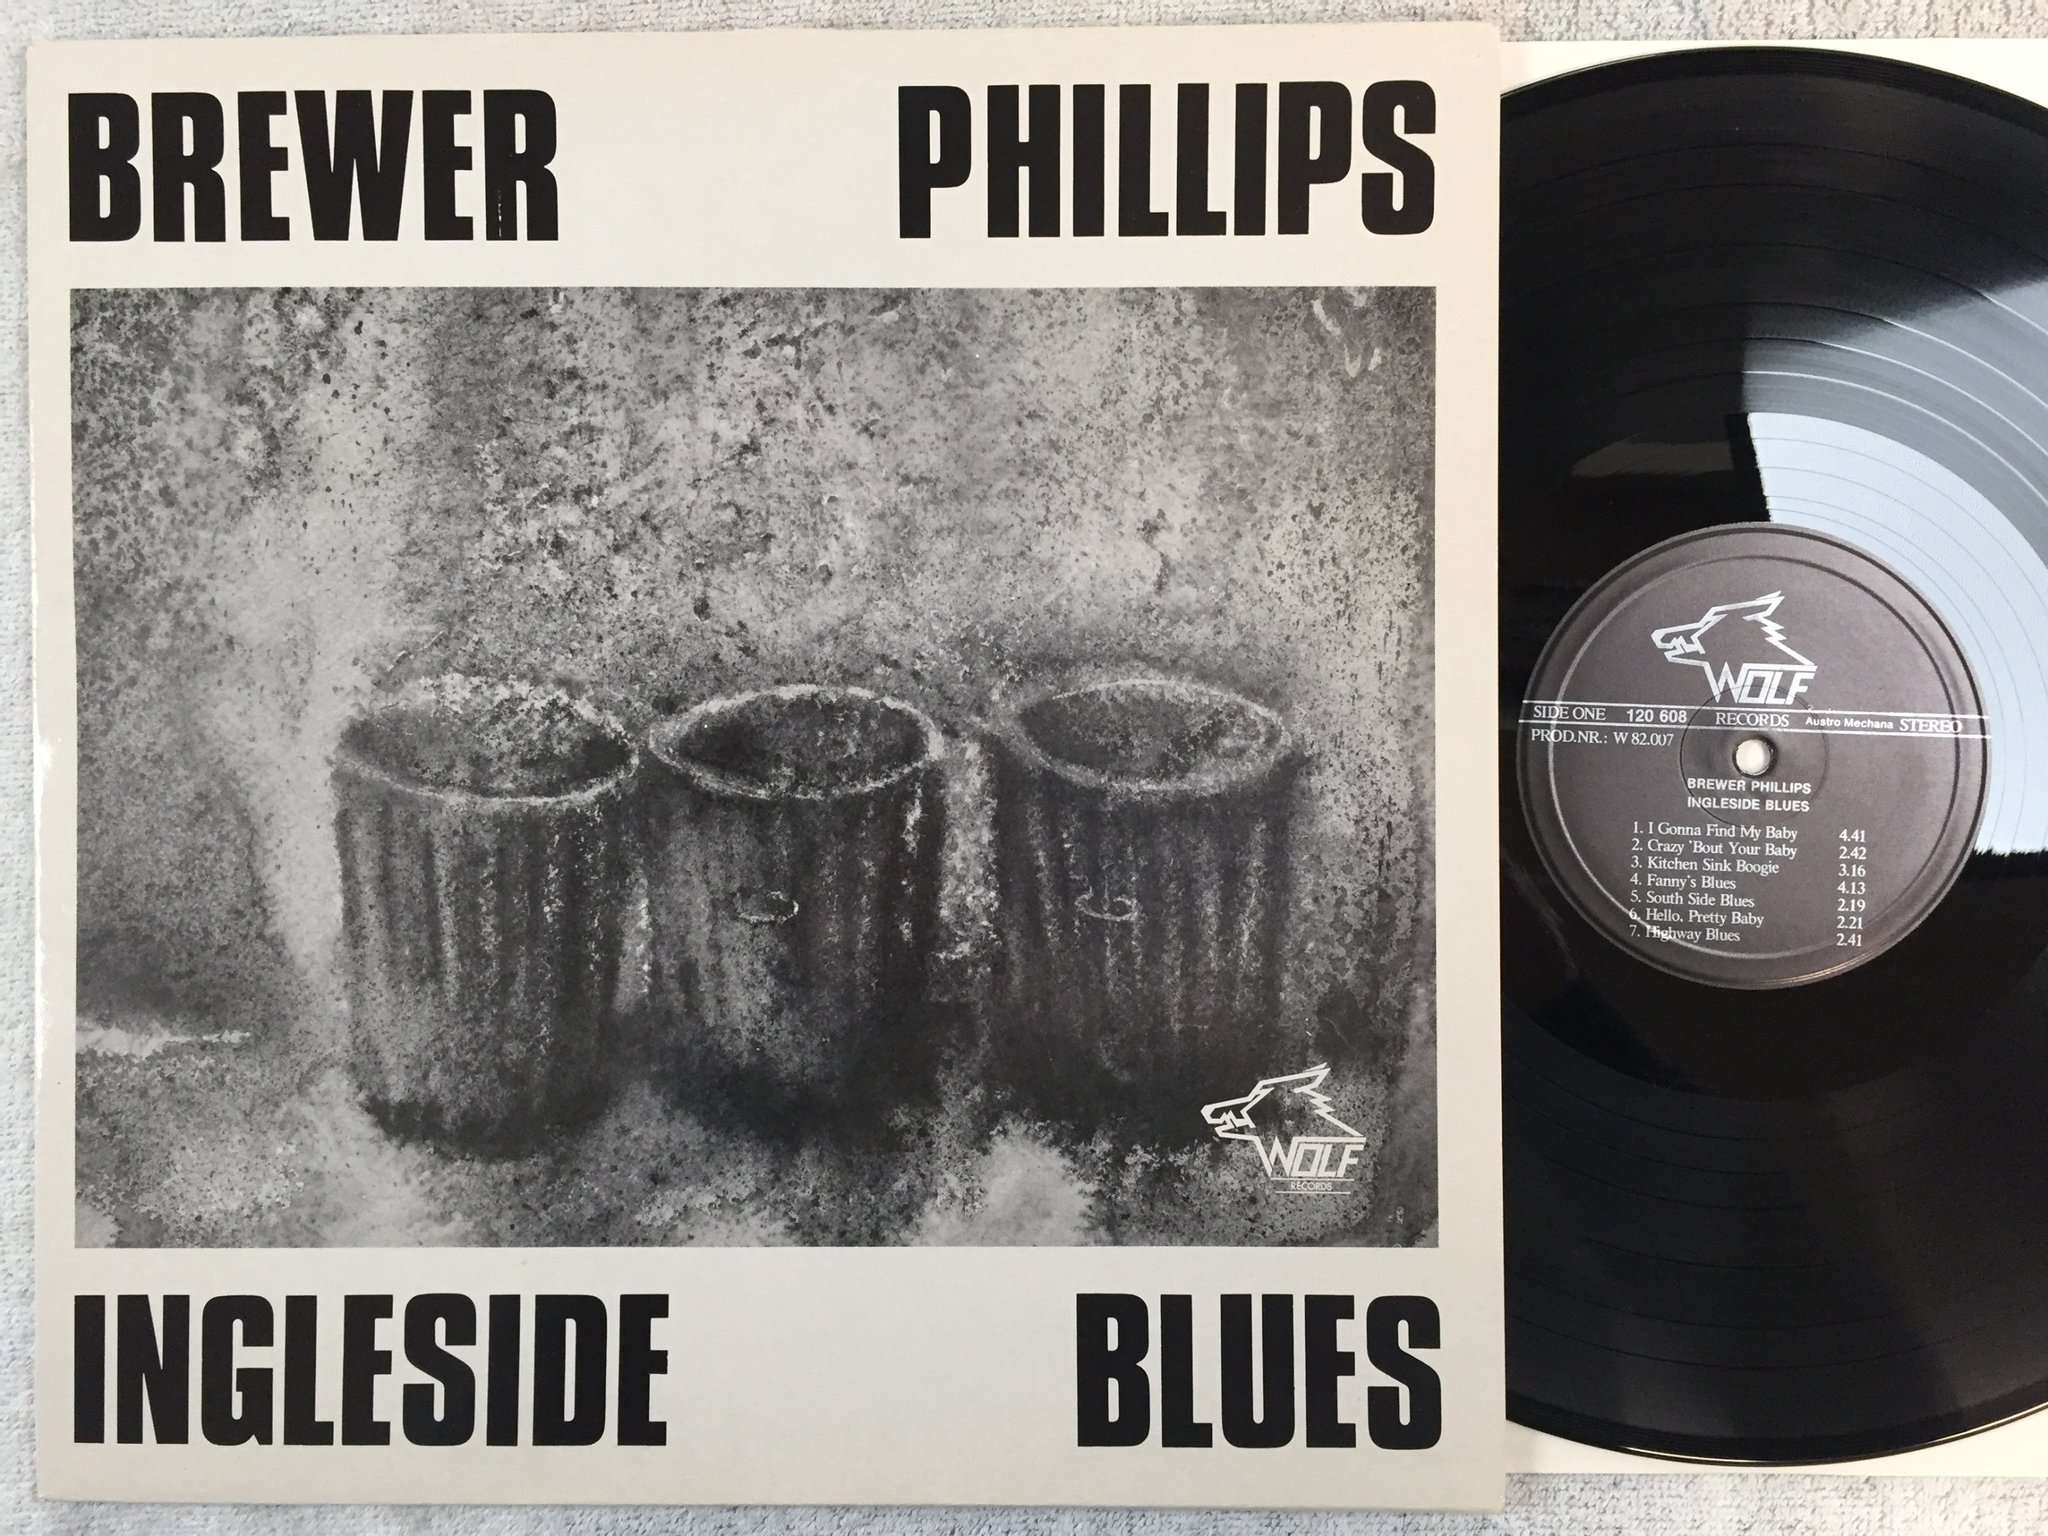 BREWER PHILLIPS
WOLF
RECORDS
INGLESIDE BLUES
WOLF
SIDE ONE 120 608 RECORDS Austro Mechana STEREO
PROD.NR.: W 82.007
BREWER PHILLIPS
INGLESIDE BLUES
1. I Gonna Find My Baby 4.41
2. Crazy 'Bout Your Baby 2.42
3. Kitchen Sink Boogie 3.16
4. Fanny's Blues 4.13
5. South Side Blues 2.19
6. Hello, Pretty Baby 2.21
7. Highway Blues 2.41